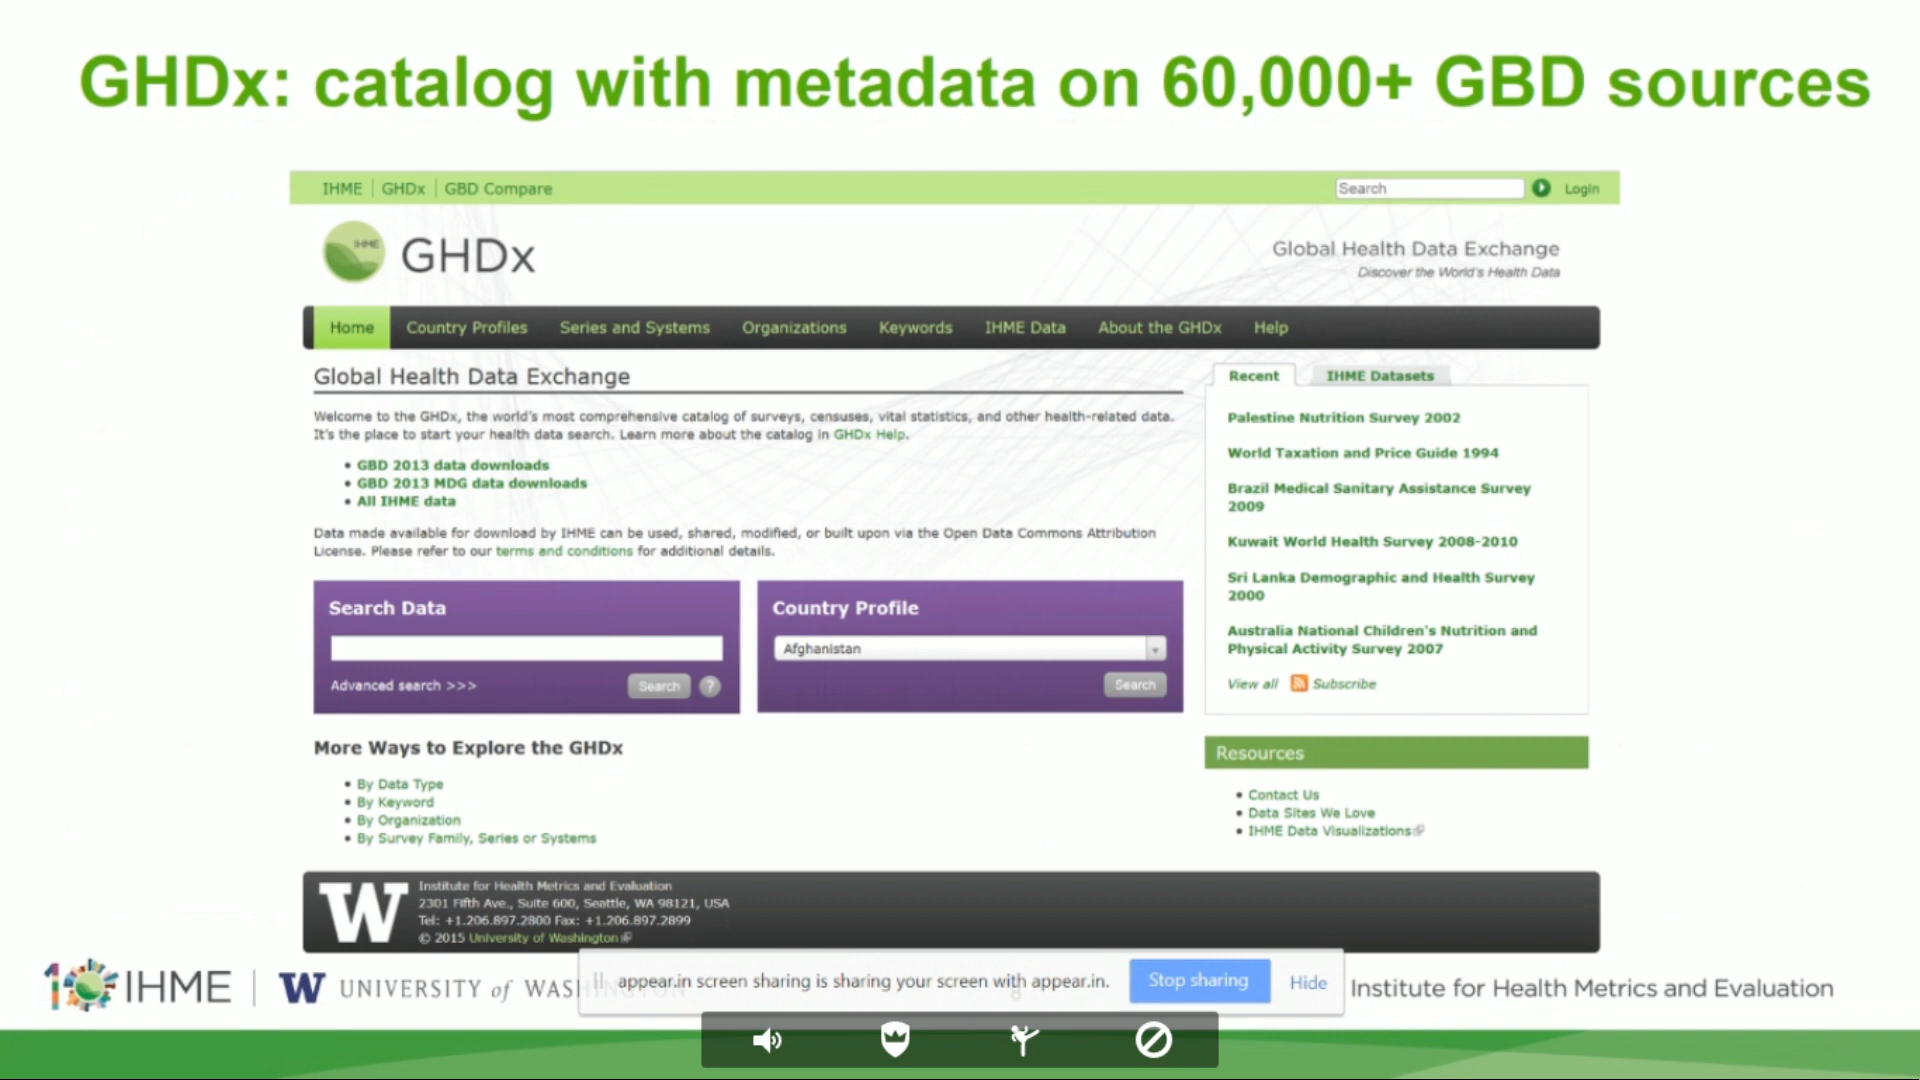 GHDx: catalog with metadata on 60,000+ GBD sources
IHME | GHDx | GBD Compare
Search
Login
IHME
GHDx
Global Health Data Exchange
Discover the World's Health Data
Home
Country Profiles
Series and Systems
Organizations
Keywords
IHME Data
About the GHDx
Help
Global Health Data Exchange
Welcome to the GHDx, the world's most comprehensive catalog of surveys, censuses, vital statistics, and other health-related data.
It's the place to start your health data search. Learn more about the catalog in GHDx Help.
• GBD 2013 data downloads
• GBD 2013 MDG data downloads
• All IHME data
Data made available for download by IHME can be used, shared, modified, or built upon via the Open Data Commons Attribution
License. Please refer to our terms and conditions for additional details.
Search Data
Advanced search >>>
Search
?
Country Profile
Afghanistan
Search
More Ways to Explore the GHDx
• By Data Type
• By Keyword
• By Organization
• By Survey Family, Series or Systems
Recent
IHME Datasets
Palestine Nutrition Survey 2002
World Taxation and Price Guide 1994
Brazil Medical Sanitary Assistance Survey
2009
Kuwait World Health Survey 2008-2010
Sri Lanka Demographic and Health Survey
2000
Australia National Children's Nutrition and
Physical Activity Survey 2007
View all
Subscribe
Resources
• Contact Us
• Data Sites We Love
• IHME Data Visualizations
W
Institute for Health Metrics and Evaluation
2301 Fifth Ave., Suite 600, Seattle, WA 98121, USA
Tel: +1.206.897.2800 Fax: +1.206.897.2899
© 2015 University of Washington
10 IHME
W UNIVERSITY of WASHINGTON
appear.in screen sharing is sharing your screen with appear.in.
Stop sharing
Hide
Institute for Health Metrics and Evaluation